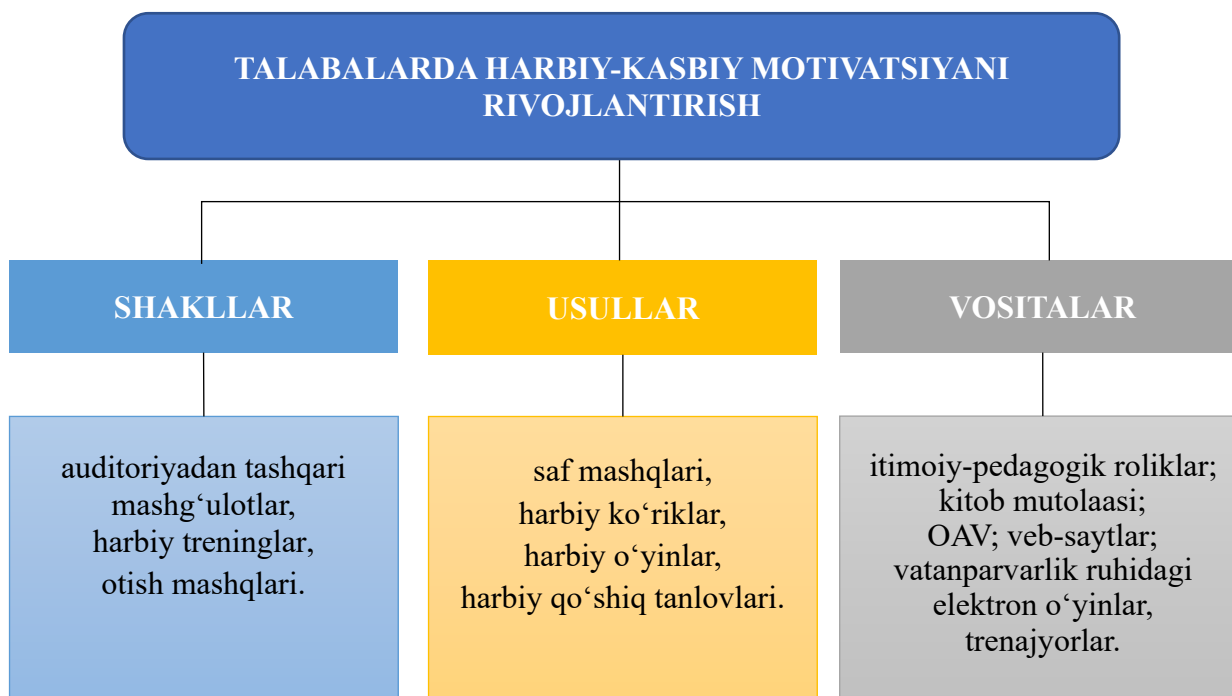 TALABALARDA HARBIY-KASBIY MOTIVATSIYANI
RIVOJLANTIRISH
SHAKLLAR
USULLAR
VOSITALAR
auditoriyadan tashqari
mashg‘ulotlar,
harbiy treninglar,
otish mashqlari.
saf mashqlari,
harbiy ko‘riklar,
harbiy o‘yinlar,
harbiy qo‘shiq tanlovlari.
itimoiy-pedagogik roliklar;
kitob mutolaasi;
OAV; veb-saytlar;
vatanparvarlik ruhidagi
elektron o‘yinlar,
trenajyorlar.